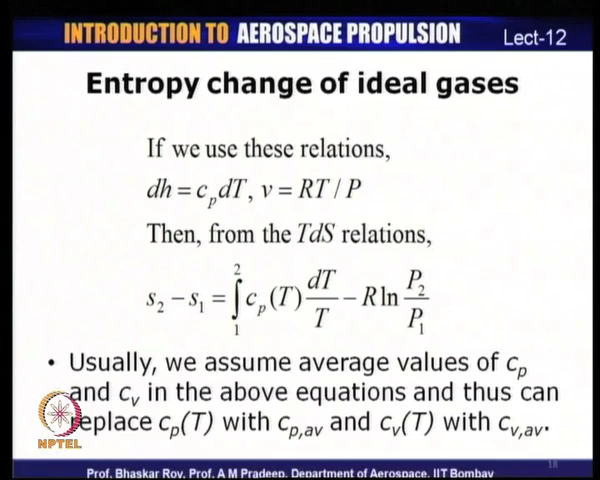 INTRODUCTION TO AEROSPACE PROPULSION Lect-12
Entropy change of ideal gases
If we use these relations,
dh = c_p dT, v = RT / P
Then, from the TdS relations,
s_2 − s_1 = ∫_1^2 c_p(T) dT/T − R ln P_2/P_1
• Usually, we assume average values of c_p
and c_v in the above equations and thus can
replace c_p(T) with c_p,av and c_v(T) with c_v,av.
NPTEL
Prof. Bhaskar Roy, Prof. A M Pradeep, Department of Aerospace, IIT Bombay
18